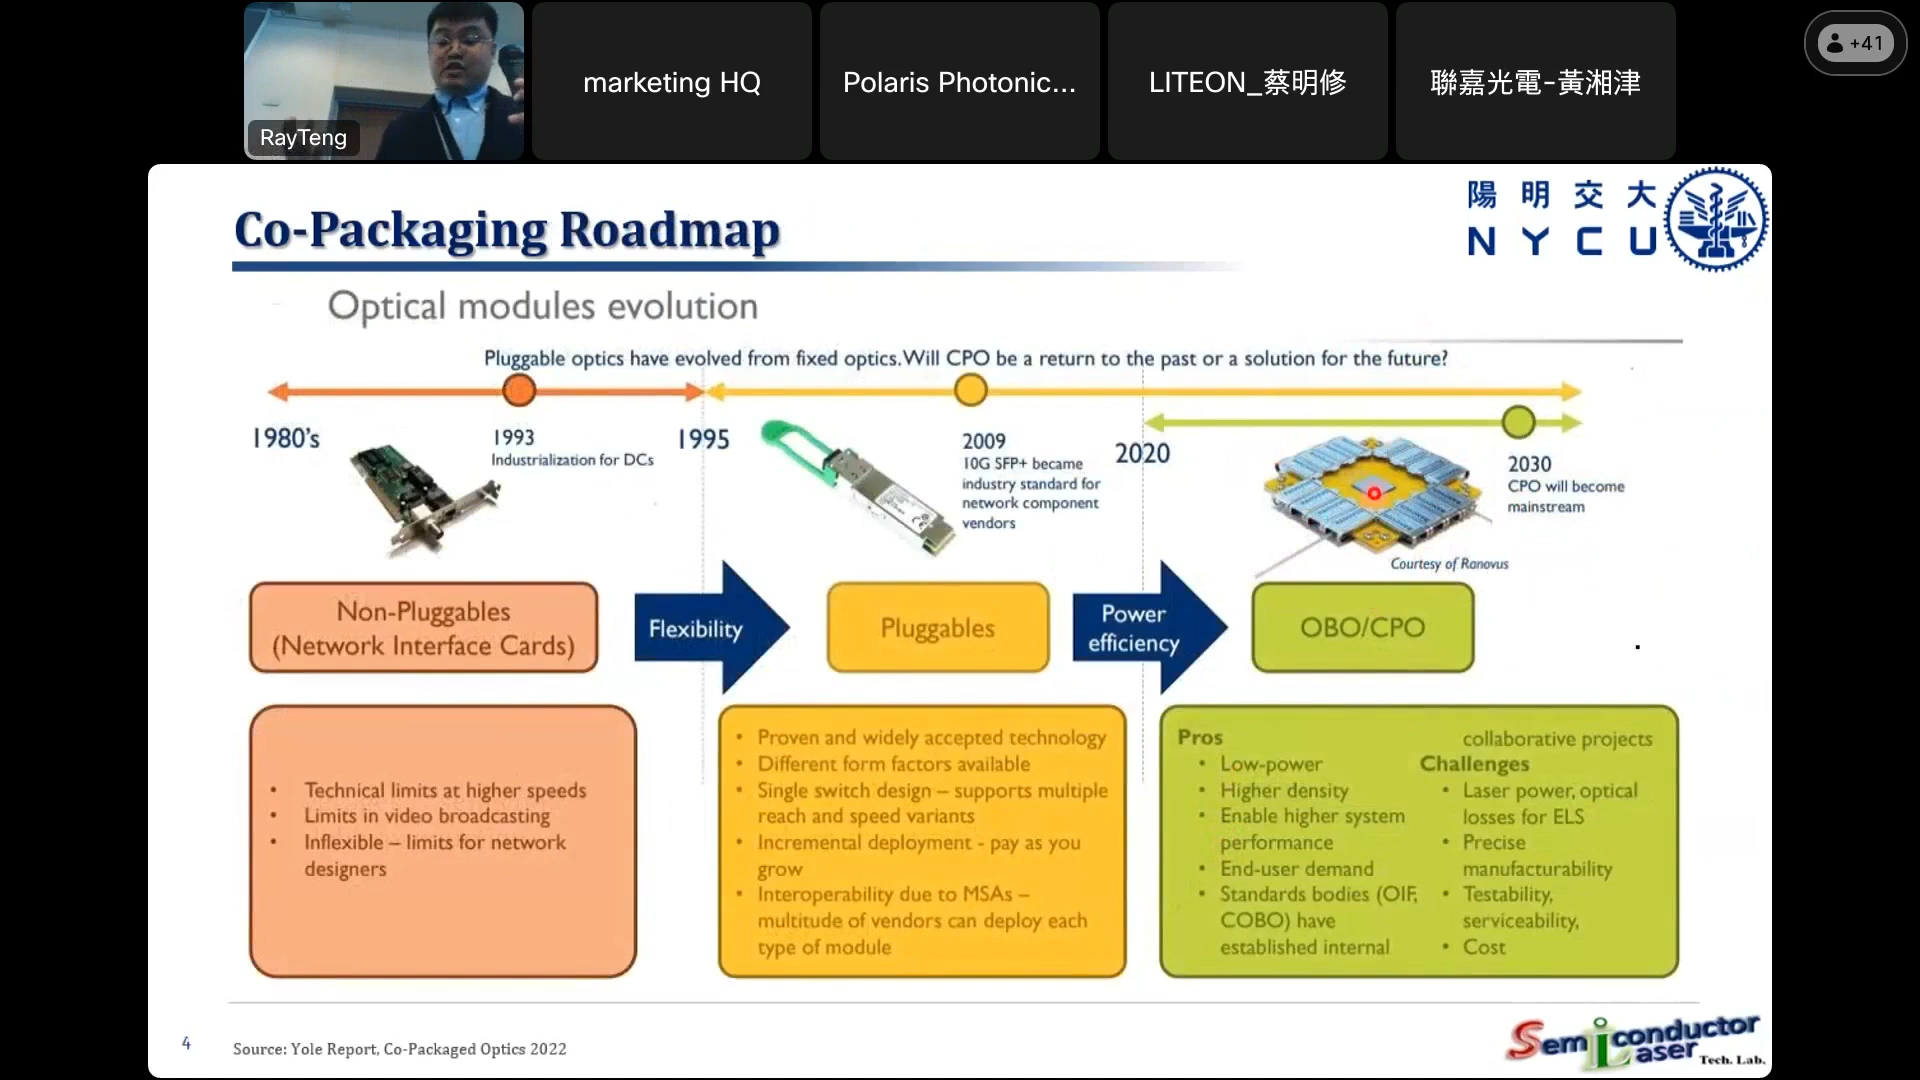 RayTeng
marketing HQ
Polaris Photonic...
LITEON_蔡明修
聯嘉光電-黃湘津
+41
Co-Packaging Roadmap
陽 明 交 大
N Y C U
Optical modules evolution
Pluggable optics have evolved from fixed optics. Will CPO be a return to the past or a solution for the future?
1980's
1993
Industrialization for DCs
1995
2009
10G SFP+ became
industry standard for
network component
vendors
2020
2030
CPO will become
mainstream
Courtesy of Ranovus
Non-Pluggables
(Network Interface Cards)
Flexibility
Pluggables
Power
efficiency
OBO/CPO
• Technical limits at higher speeds
• Limits in video broadcasting
• Inflexible – limits for network
designers
• Proven and widely accepted technology
• Different form factors available
• Single switch design – supports multiple
reach and speed variants
• Incremental deployment - pay as you
grow
• Interoperability due to MSAs –
multitude of vendors can deploy each
type of module
Pros
• Low-power
• Higher density
• Enable higher system
performance
• End-user demand
• Standards bodies (OIF,
COBO) have
established internal
collaborative projects
Challenges
• Laser power, optical
losses for ELS
• Precise
manufacturability
• Testability,
serviceability,
• Cost
4
Source: Yole Report, Co-Packaged Optics 2022
Semiconductor
Laser Tech. Lab.